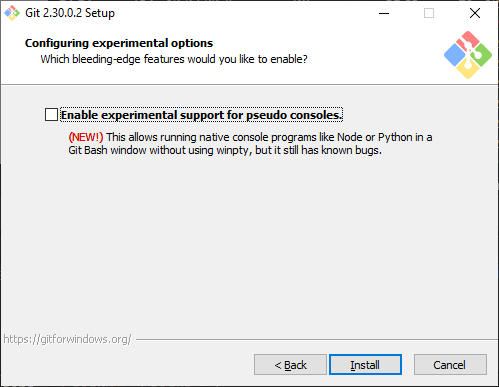 Git 2.30.0.2 Setup
Configuring experimental options
Which bleeding-edge features would you like to enable?
Enable experimental support for pseudo consoles.
(NEW!) This allows running native console programs like Node or Python in a
Git Bash window without using winpty, but it still has known bugs.
https://gitforwindows.org/
< Back
Install
Cancel